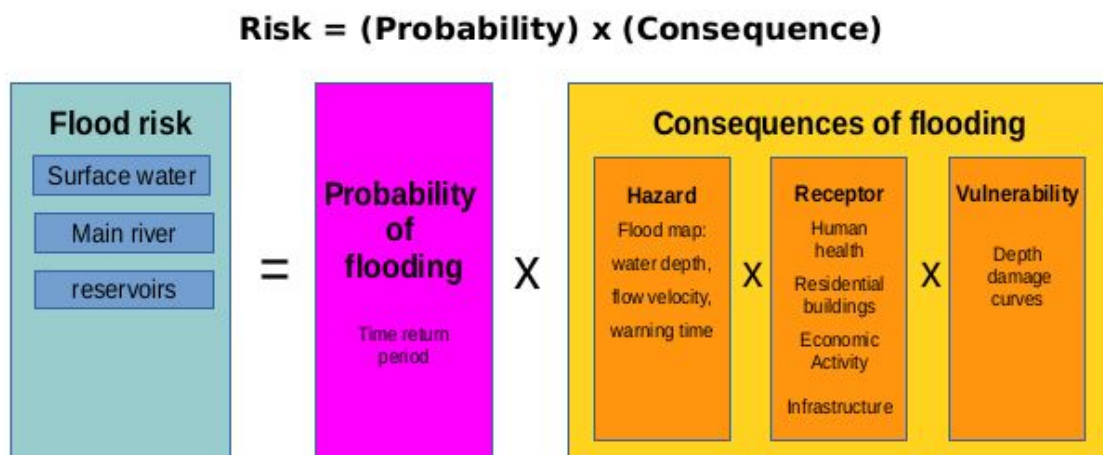 Risk = (Probability) x (Consequence)
Flood risk
Surface water
Main river
reservoirs
=
Probability
of
flooding
Time return
period
x
Consequences of flooding
Hazard
Flood map:
water depth,
flow velocity,
warning time
x
Receptor
Human
health
Residential
buildings
Economic
Activity
Infrastructure
x
Vulnerability
Depth
damage
curves